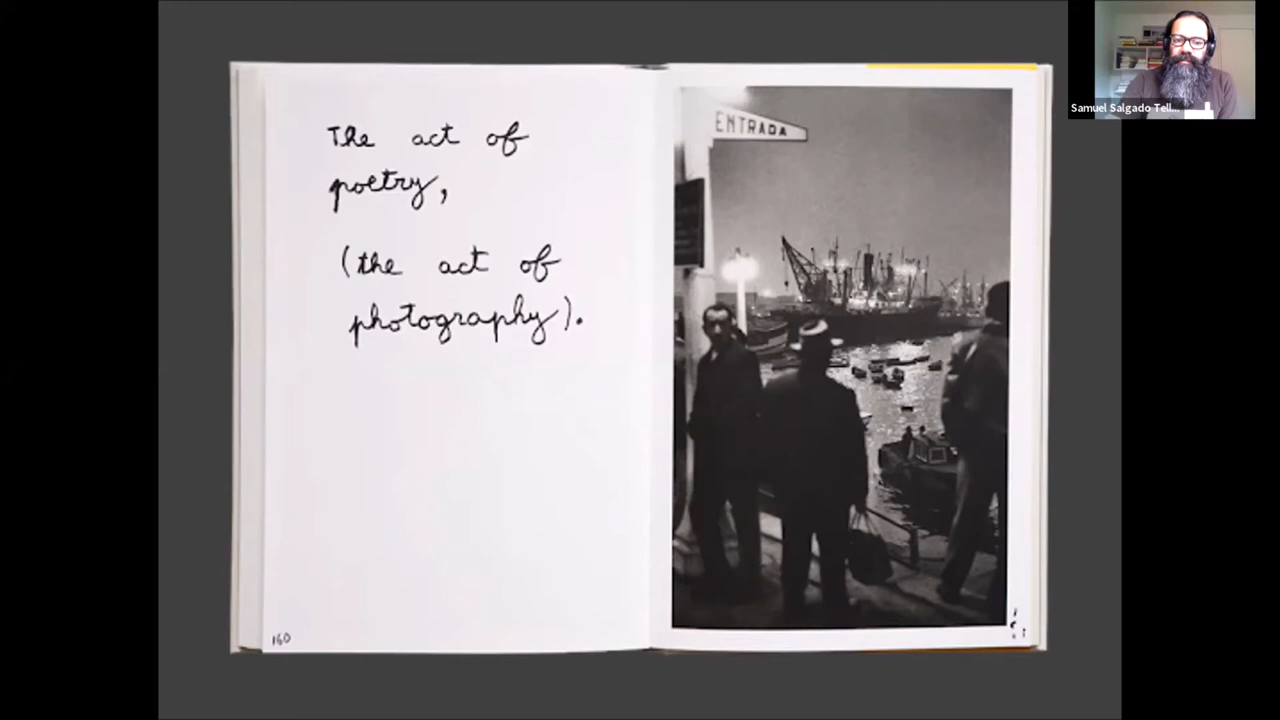 The act of
poetry,
(the act of
photography).
160
ENTRADA
Samuel Salgado Tell...